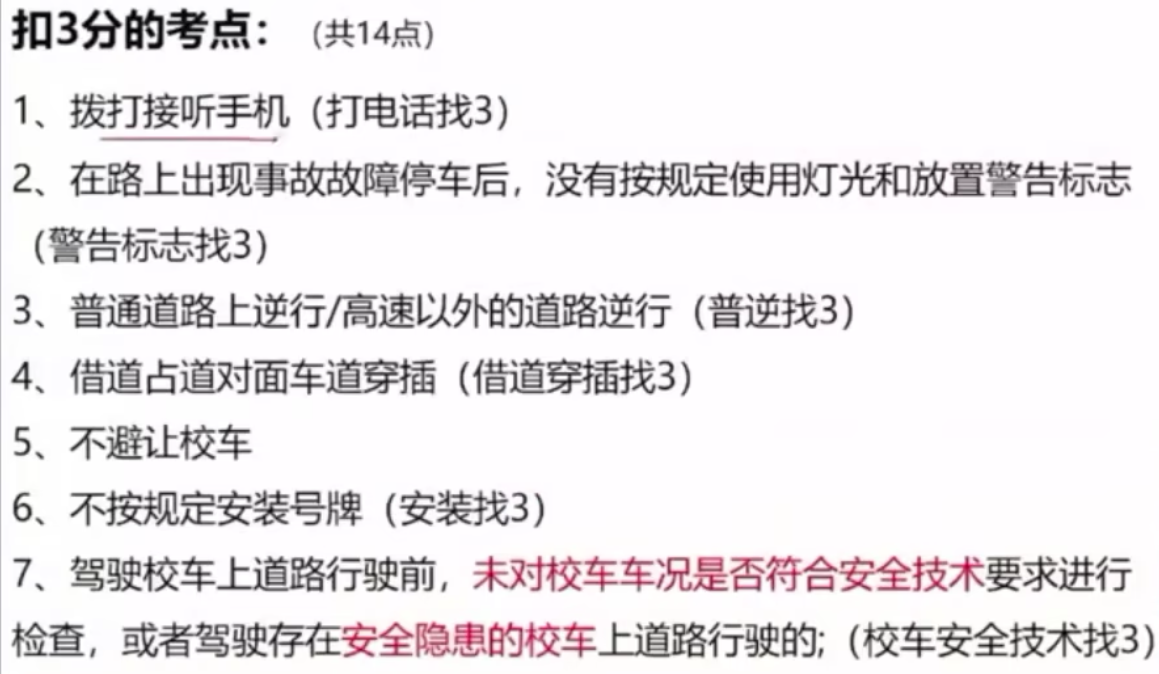 扣3分的考点：（共14点）
1、拨打接听手机（打电话找3）
2、在路上出现事故故障停车后，没有按规定使用灯光和放置警告标志
（警告标志找3）
3、普通道路上逆行/高速以外的道路逆行（普逆找3）
4、借道占道对面车道穿插（借道穿插找3）
5、不避让校车
6、不按规定安装号牌（安装找3）
7、驾驶校车上道路行驶前，未对校车车况是否符合安全技术要求进行
检查，或者驾驶存在安全隐患的校车上道路行驶的;（校车安全技术找3）